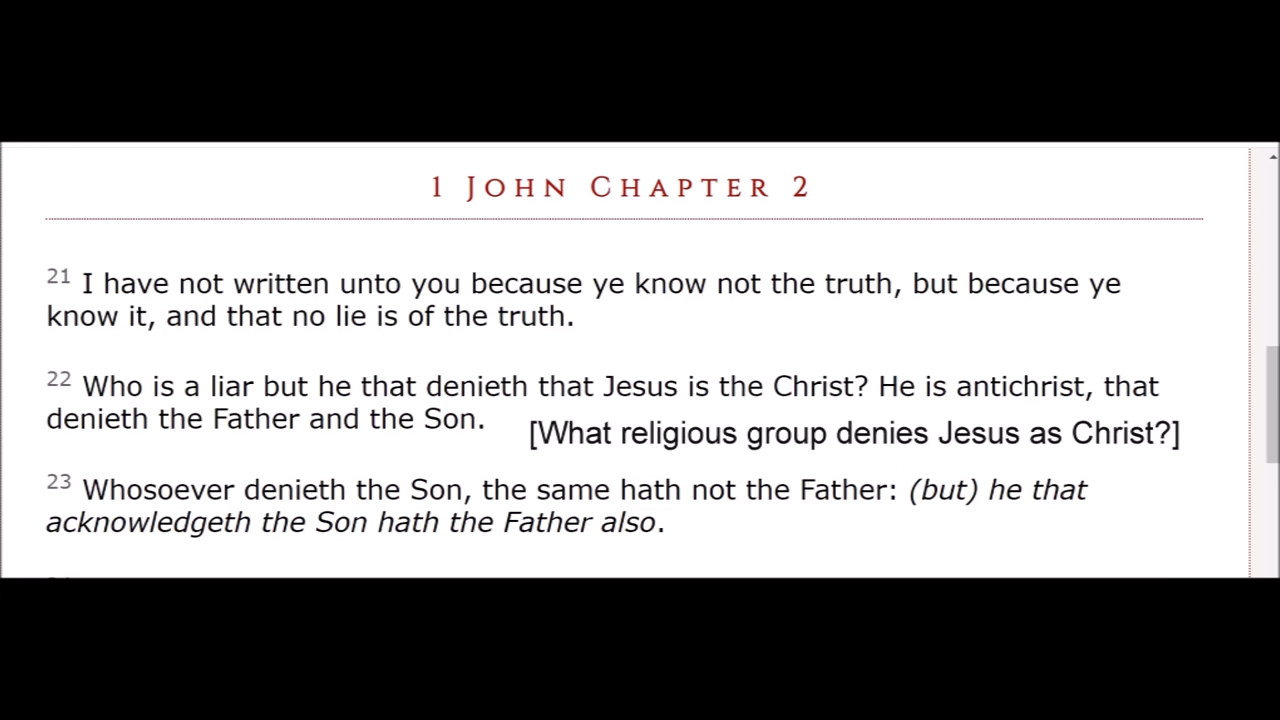 1 John Chapter 2
21 I have not written unto you because ye know not the truth, but because ye
know it, and that no lie is of the truth.
22 Who is a liar but he that denieth that Jesus is the Christ? He is antichrist, that
denieth the Father and the Son.
[What religious group denies Jesus as Christ?]
23 Whosoever denieth the Son, the same hath not the Father: (but) he that
acknowledgeth the Son hath the Father also.